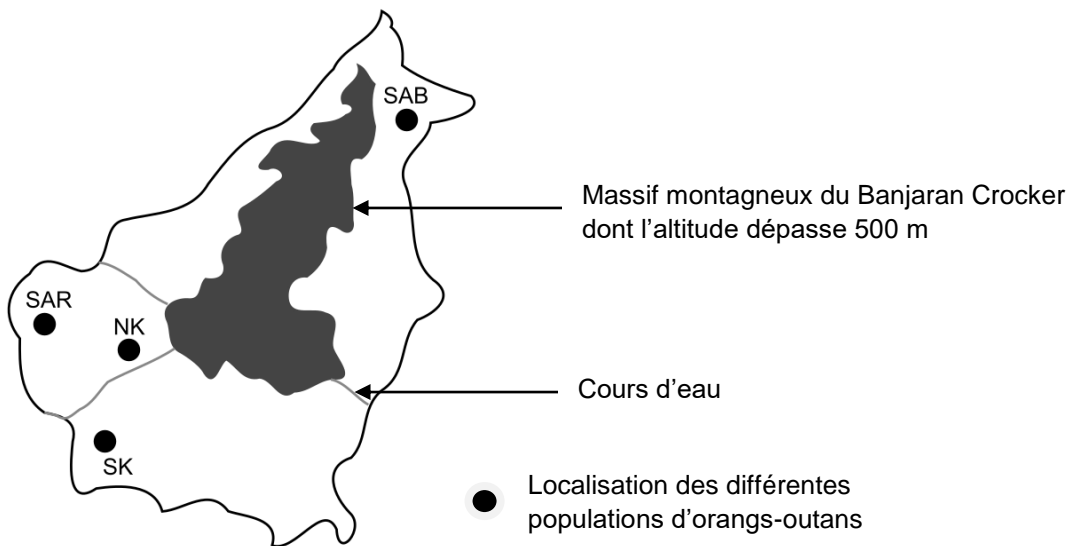 SAB
Massif montagneux du Banjaran Crocker
dont l’altitude dépasse 500 m
SAR
NK
Cours d’eau
SK
Localisation des différentes
populations d’orangs-outans